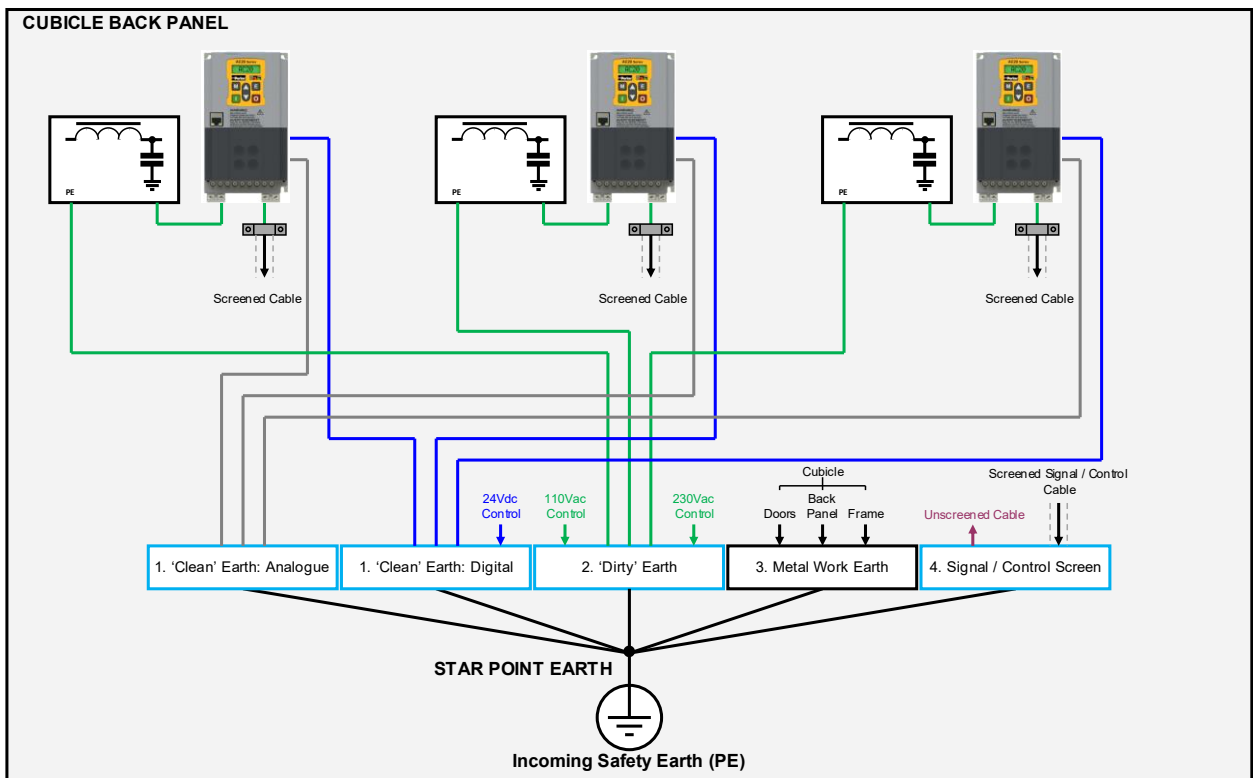 CUBICLE BACK PANEL
PE
PE
PE
Screened Cable
Screened Cable
Screened Cable
24Vdc
Control
110Vac
Control
230Vac
Control
Cubicle
Doors
Back
Panel
Frame
Unscreened Cable
Screened Signal / Control
Cable
1. ‘Clean’ Earth: Analogue
1. ‘Clean’ Earth: Digital
2. ‘Dirty’ Earth
3. Metal Work Earth
4. Signal / Control Screen
STAR POINT EARTH
Incoming Safety Earth (PE)